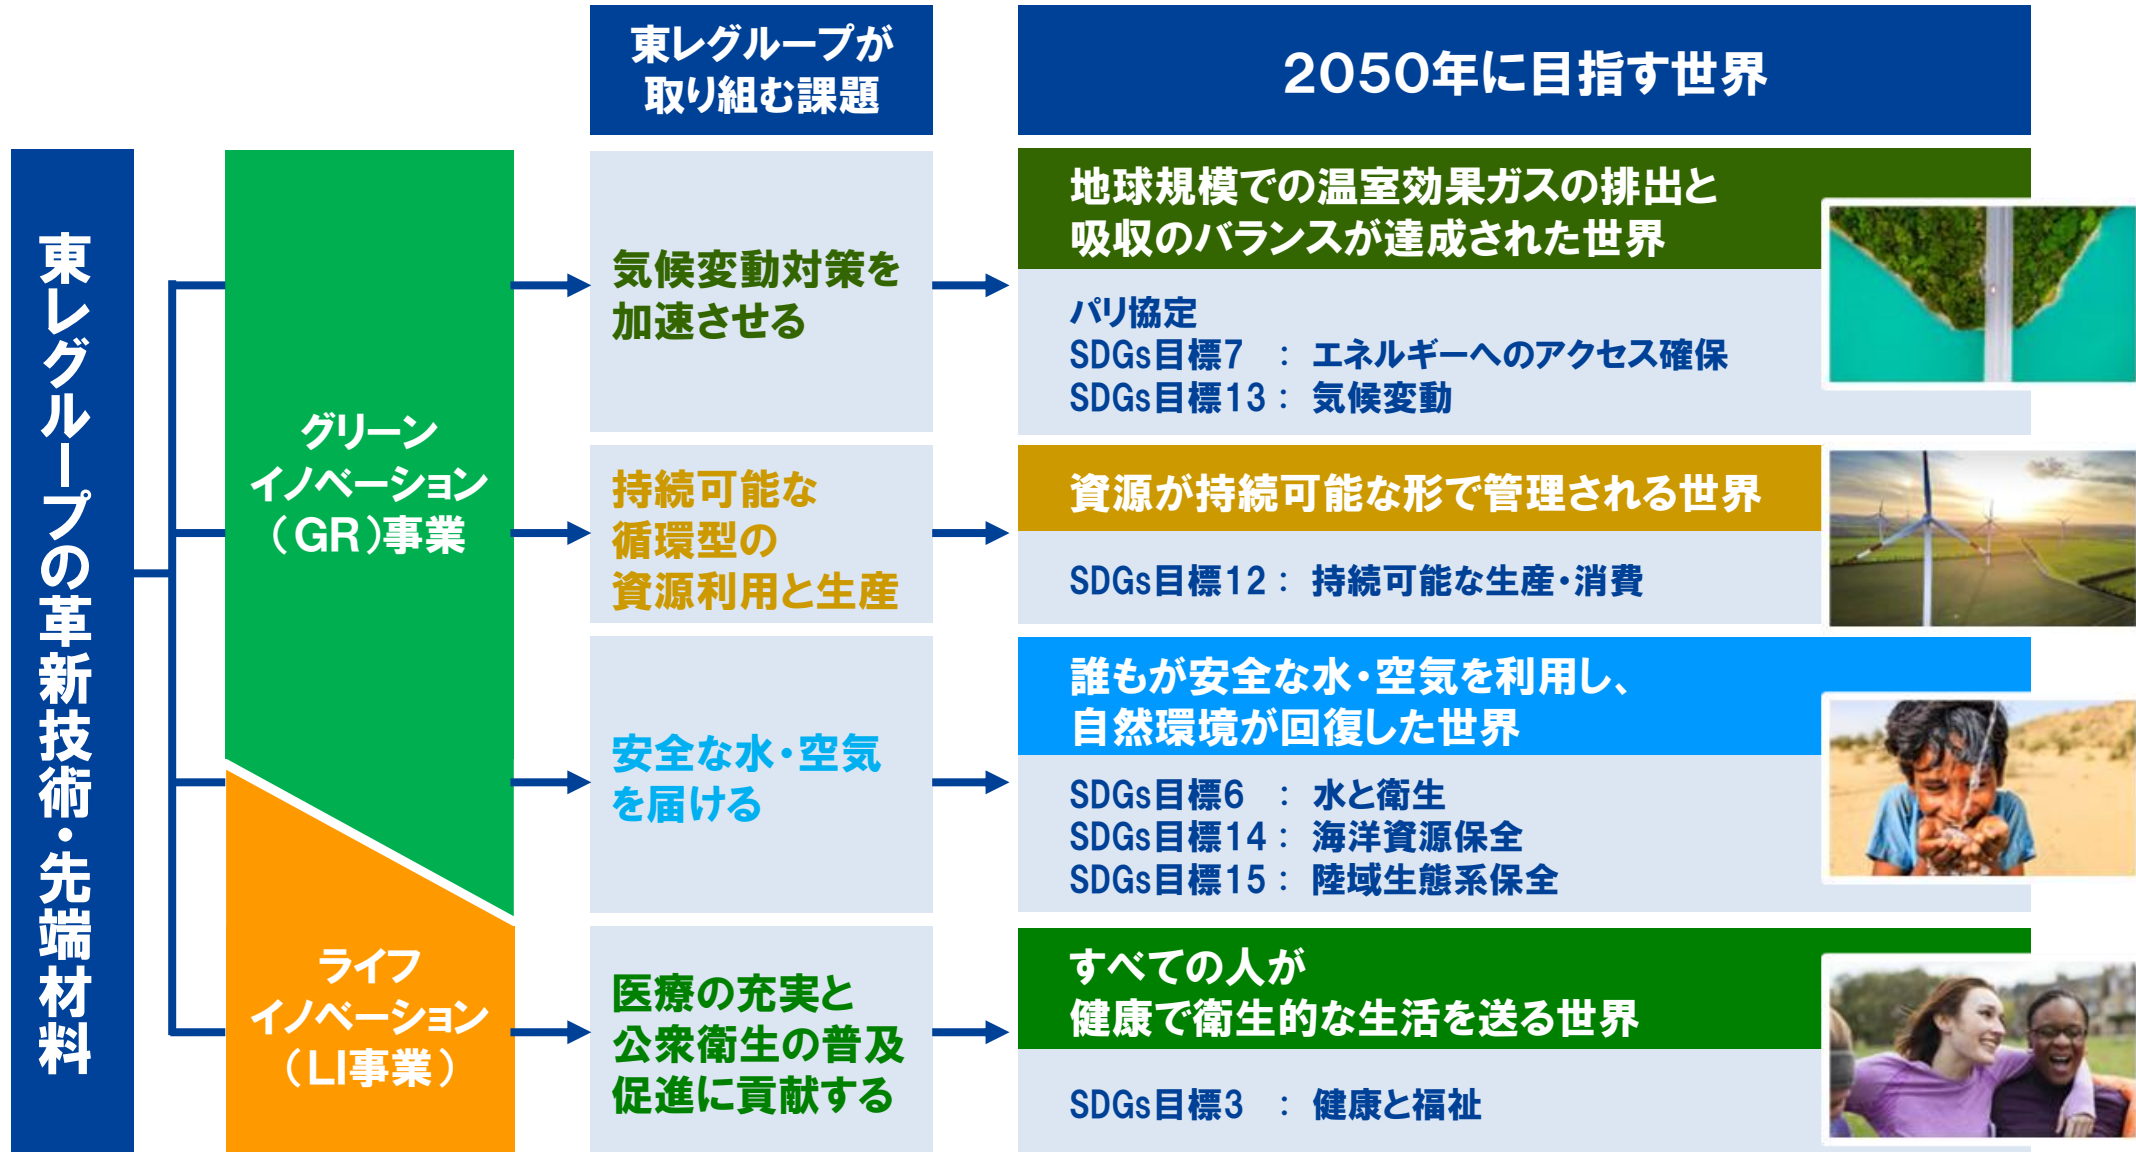 東レグループが
取り組む課題
2050年に目指す世界
東レグループの革新技術・先端材料
グリーン
イノベーション
(GR)事業
ライフ
イノベーション
(LI事業)
気候変動対策を
加速させる
地球規模での温室効果ガスの排出と
吸収のバランスが達成された世界
パリ協定
SDGs目標7 : エネルギーへのアクセス確保
SDGs目標13 : 気候変動
持続可能な
循環型の
資源利用と生産
資源が持続可能な形で管理される世界
SDGs目標12 : 持続可能な生産・消費
安全な水・空気
を届ける
誰もが安全な水・空気を利用し、
自然環境が回復した世界
SDGs目標6 : 水と衛生
SDGs目標14 : 海洋資源保全
SDGs目標15 : 陸域生態系保全
医療の充実と
公衆衛生の普及
促進に貢献する
すべての人が
健康で衛生的な生活を送る世界
SDGs目標3 : 健康と福祉